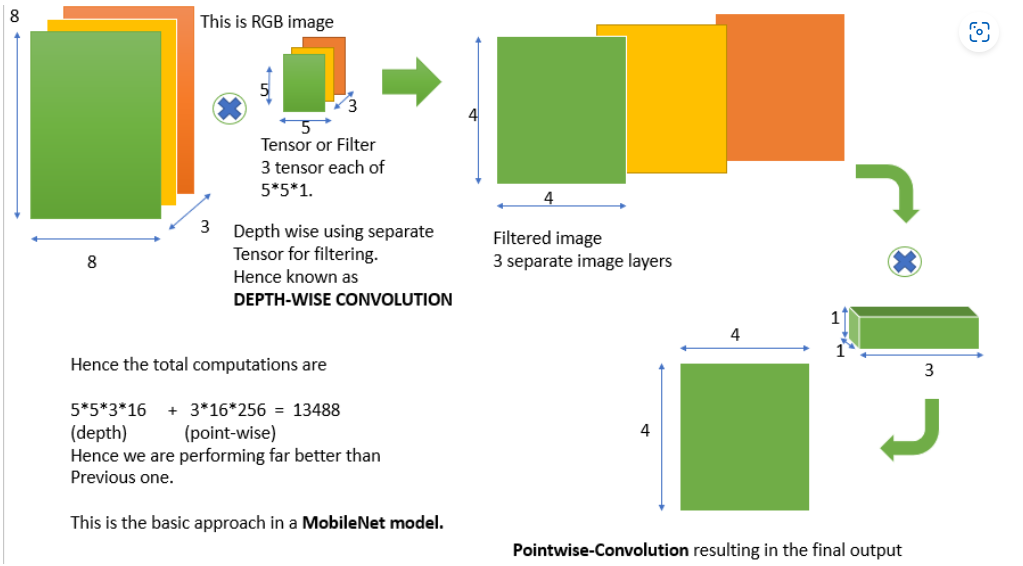 8
This is RGB image
8
3
5
5
3
Tensor or Filter
3 tensor each of
5*5*1.
Depth wise using separate
Tensor for filtering.
Hence known as
DEPTH-WISE CONVOLUTION
4
4
Filtered image
3 separate image layers
1
1
3
4
4
Hence the total computations are
5*5*3*16 + 3*16*256 = 13488
(depth) (point-wise)
Hence we are performing far better than
Previous one.
This is the basic approach in a MobileNet model.
Pointwise-Convolution resulting in the final output